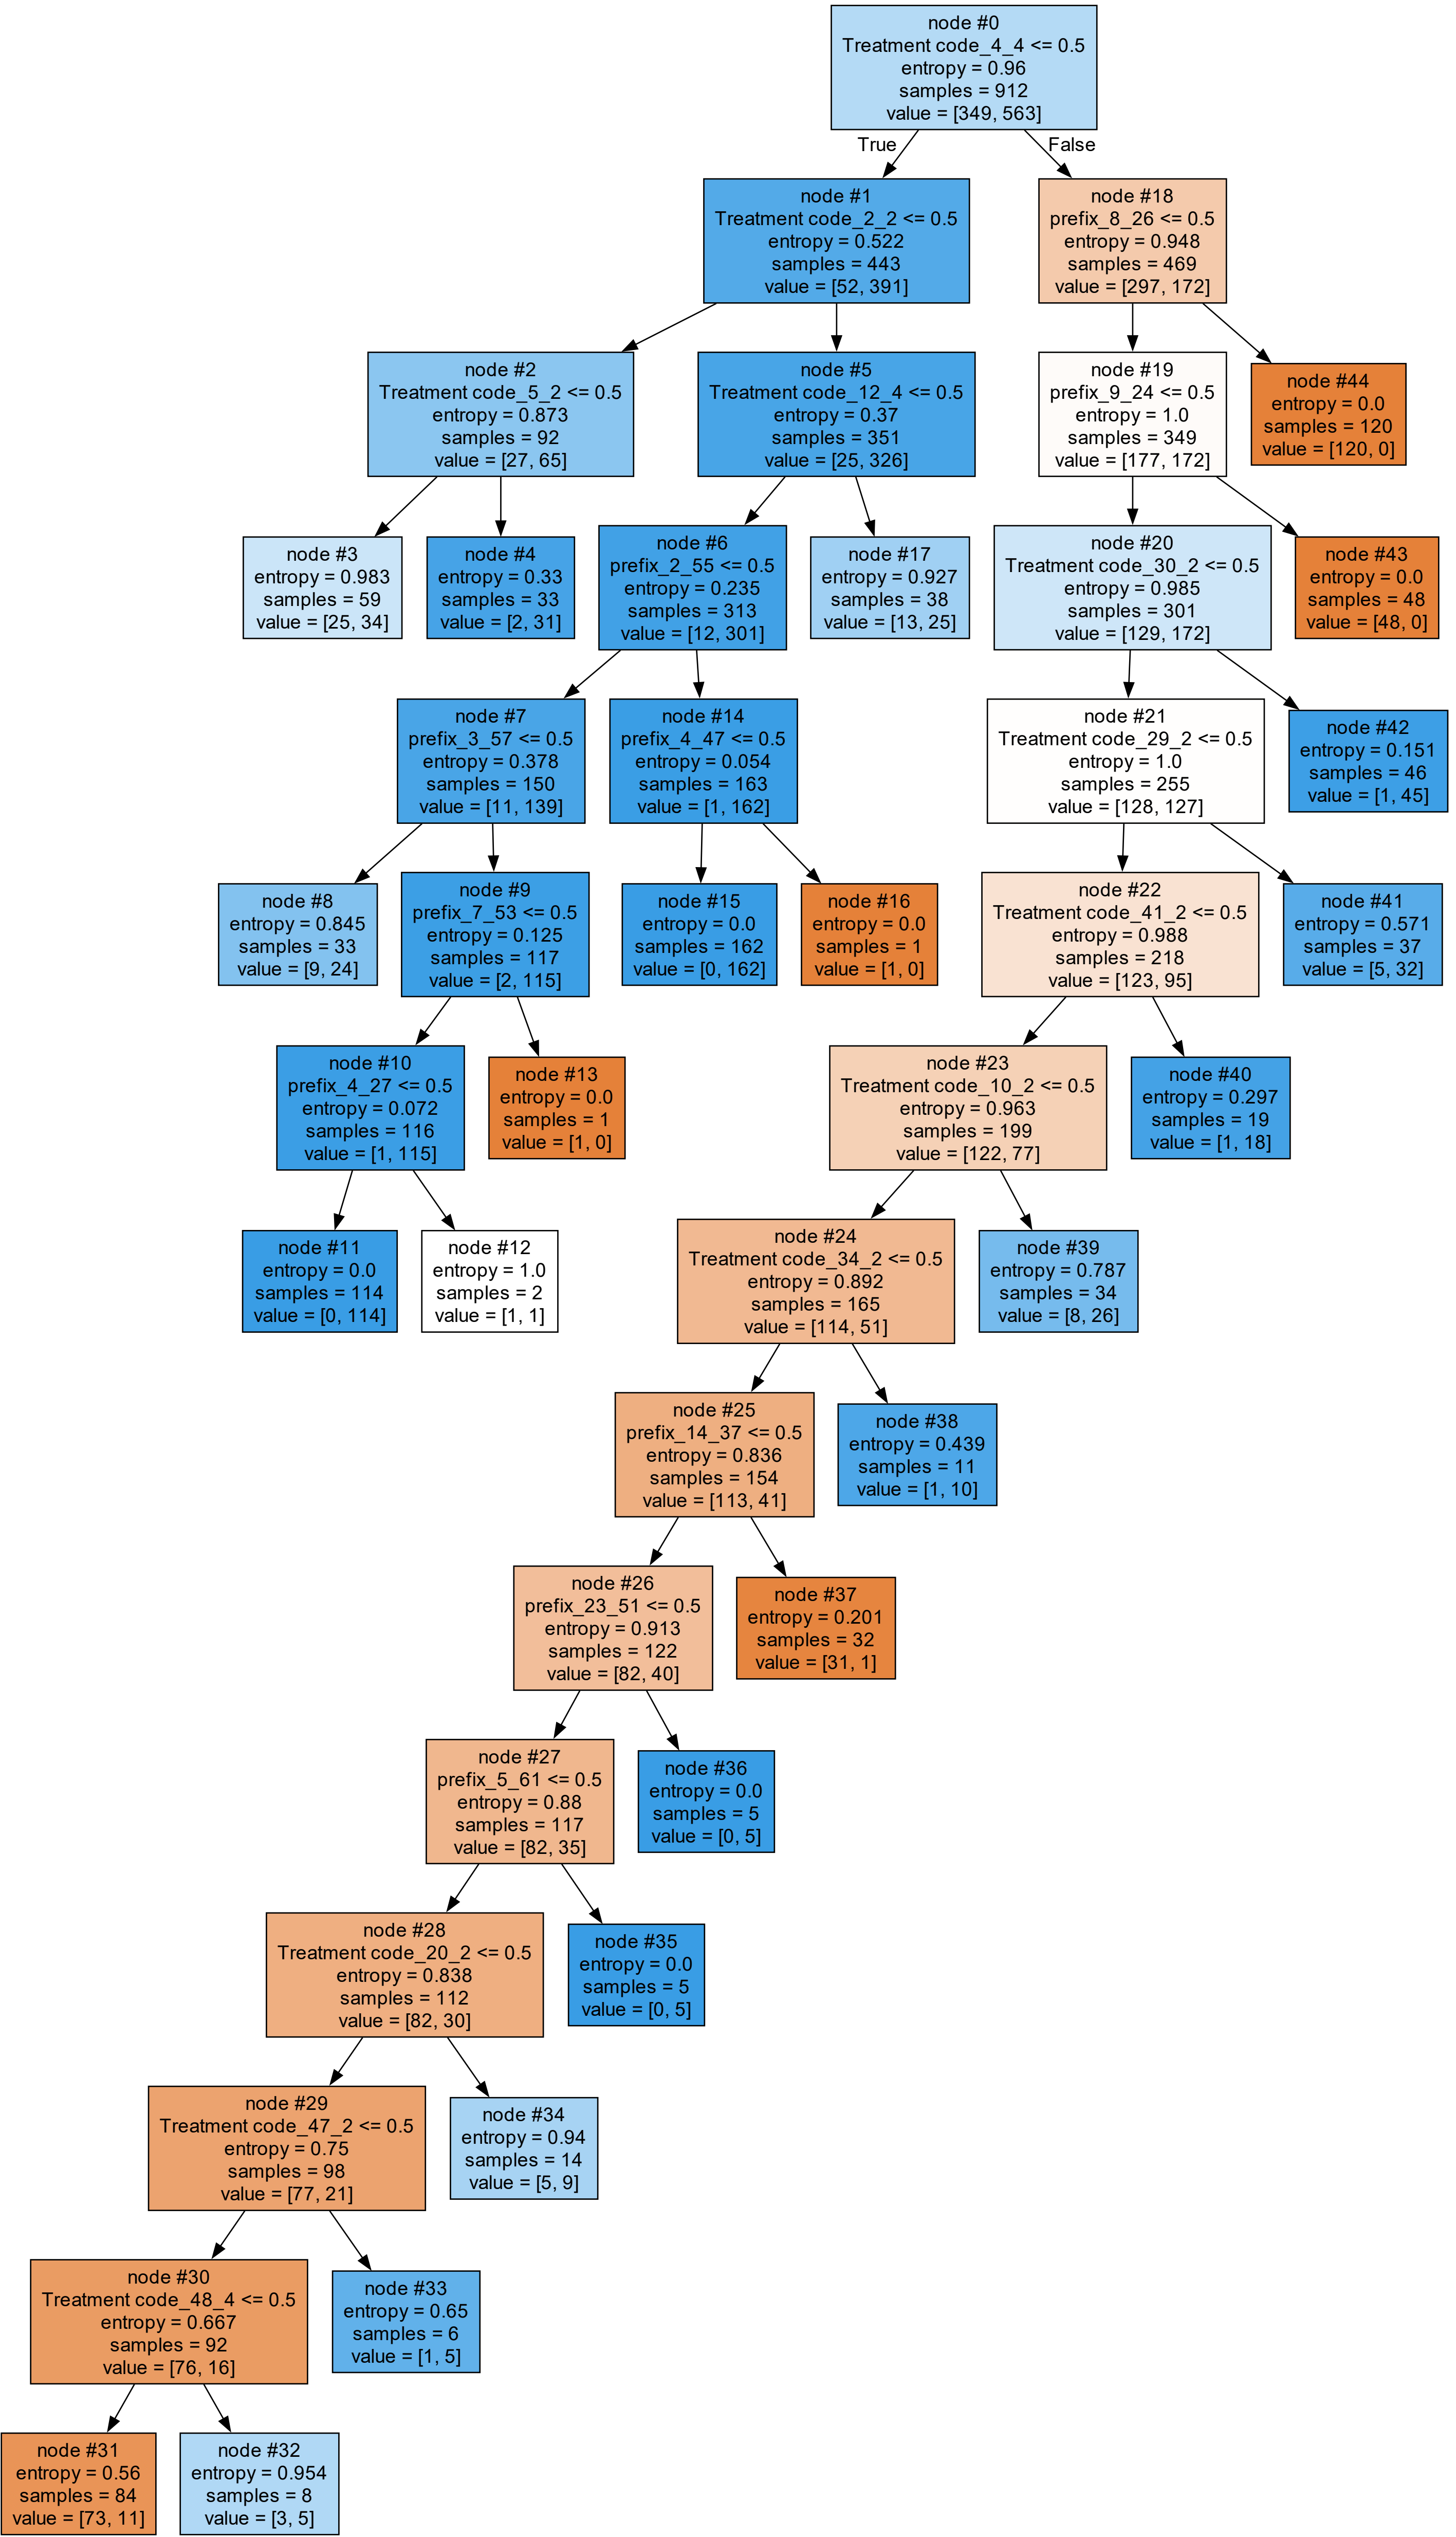 node #0
Treatment code_4_4 <= 0.5
entropy = 0.96
samples = 912
value = [349, 563]
True
False
node #1
Treatment code_2_2 <= 0.5
entropy = 0.522
samples = 443
value = [52, 391]
node #18
prefix_8_26 <= 0.5
entropy = 0.948
samples = 469
value = [297, 172]
node #2
Treatment code_5_2 <= 0.5
entropy = 0.873
samples = 92
value = [27, 65]
node #5
Treatment code_12_4 <= 0.5
entropy = 0.37
samples = 351
value = [25, 326]
node #19
prefix_9_24 <= 0.5
entropy = 1.0
samples = 349
value = [177, 172]
node #44
entropy = 0.0
samples = 120
value = [120, 0]
node #3
entropy = 0.983
samples = 59
value = [25, 34]
node #4
entropy = 0.33
samples = 33
value = [2, 31]
node #6
prefix_2_55 <= 0.5
entropy = 0.235
samples = 313
value = [12, 301]
node #17
entropy = 0.927
samples = 38
value = [13, 25]
node #20
Treatment code_30_2 <= 0.5
entropy = 0.985
samples = 301
value = [129, 172]
node #43
entropy = 0.0
samples = 48
value = [48, 0]
node #7
prefix_3_57 <= 0.5
entropy = 0.378
samples = 150
value = [11, 139]
node #14
prefix_4_47 <= 0.5
entropy = 0.054
samples = 163
value = [1, 162]
node #21
Treatment code_29_2 <= 0.5
entropy = 1.0
samples = 255
value = [128, 127]
node #42
entropy = 0.151
samples = 46
value = [1, 45]
node #8
entropy = 0.845
samples = 33
value = [9, 24]
node #9
prefix_7_53 <= 0.5
entropy = 0.125
samples = 117
value = [2, 115]
node #15
entropy = 0.0
samples = 162
value = [0, 162]
node #16
entropy = 0.0
samples = 1
value = [1, 0]
node #22
Treatment code_41_2 <= 0.5
entropy = 0.988
samples = 218
value = [123, 95]
node #41
entropy = 0.571
samples = 37
value = [5, 32]
node #10
prefix_4_27 <= 0.5
entropy = 0.072
samples = 116
value = [1, 115]
node #13
entropy = 0.0
samples = 1
value = [1, 0]
node #23
Treatment code_10_2 <= 0.5
entropy = 0.963
samples = 199
value = [122, 77]
node #40
entropy = 0.297
samples = 19
value = [1, 18]
node #11
entropy = 0.0
samples = 114
value = [0, 114]
node #12
entropy = 1.0
samples = 2
value = [1, 1]
node #24
Treatment code_34_2 <= 0.5
entropy = 0.892
samples = 165
value = [114, 51]
node #39
entropy = 0.787
samples = 34
value = [8, 26]
node #25
prefix_14_37 <= 0.5
entropy = 0.836
samples = 154
value = [113, 41]
node #38
entropy = 0.439
samples = 11
value = [1, 10]
node #26
prefix_23_51 <= 0.5
entropy = 0.913
samples = 122
value = [82, 40]
node #37
entropy = 0.201
samples = 32
value = [31, 1]
node #27
prefix_5_61 <= 0.5
entropy = 0.88
samples = 117
value = [82, 35]
node #36
entropy = 0.0
samples = 5
value = [0, 5]
node #28
Treatment code_20_2 <= 0.5
entropy = 0.838
samples = 112
value = [82, 30]
node #35
entropy = 0.0
samples = 5
value = [0, 5]
node #29
Treatment code_47_2 <= 0.5
entropy = 0.75
samples = 98
value = [77, 21]
node #34
entropy = 0.94
samples = 14
value = [5, 9]
node #30
Treatment code_48_4 <= 0.5
entropy = 0.667
samples = 92
value = [76, 16]
node #33
entropy = 0.65
samples = 6
value = [1, 5]
node #31
entropy = 0.56
samples = 84
value = [73, 11]
node #32
entropy = 0.954
samples = 8
value = [3, 5]